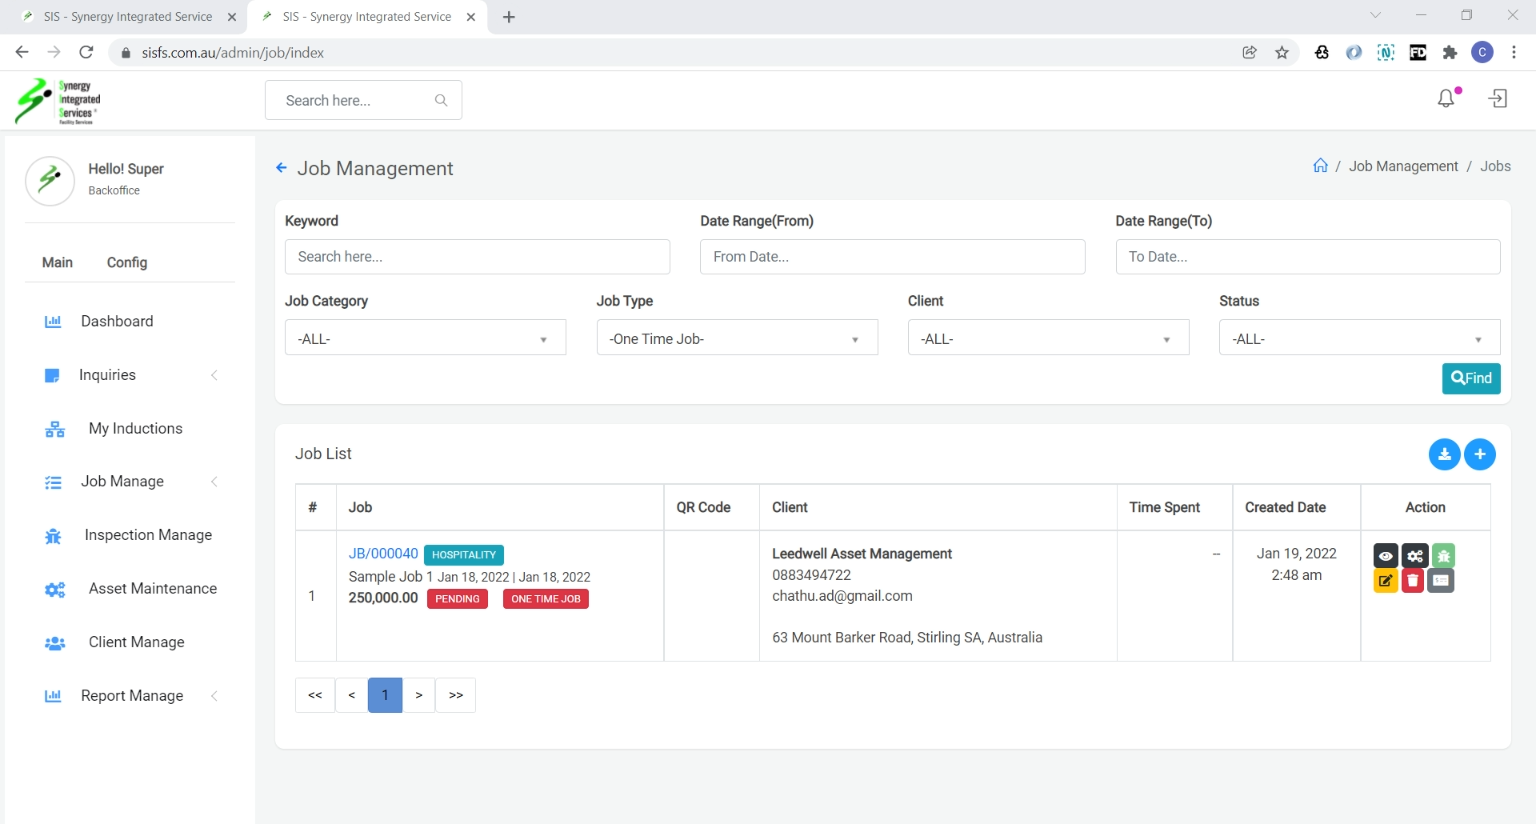 SIS - Synergy Integrated Service
SIS - Synergy Integrated Service
sisfs.com.au/admin/job/index
FD
C
Synergy
Integrated
Services
Facility Services
Search here...
Hello! Super
Backoffice
Main Config
Dashboard
Inquiries
My Inductions
Job Manage
Inspection Manage
Asset Maintenance
Client Manage
Report Manage
Job Management
/ Job Management / Jobs
Keyword Date Range(From) Date Range(To)
Search here... From Date... To Date...
Job Category Job Type Client Status
-ALL- -One Time Job- -ALL- -ALL-
Find
Job List
# Job QR Code Client Time Spent Created Date Action
1
JB/000040 HOSPITALITY
Sample Job 1 Jan 18, 2022 | Jan 18, 2022
250,000.00 PENDING ONE TIME JOB
Leedwell Asset Management
0883494722
chathu.ad@gmail.com
63 Mount Barker Road, Stirling SA, Australia
--
Jan 19, 2022
2:48 am
<< < 1 > >>